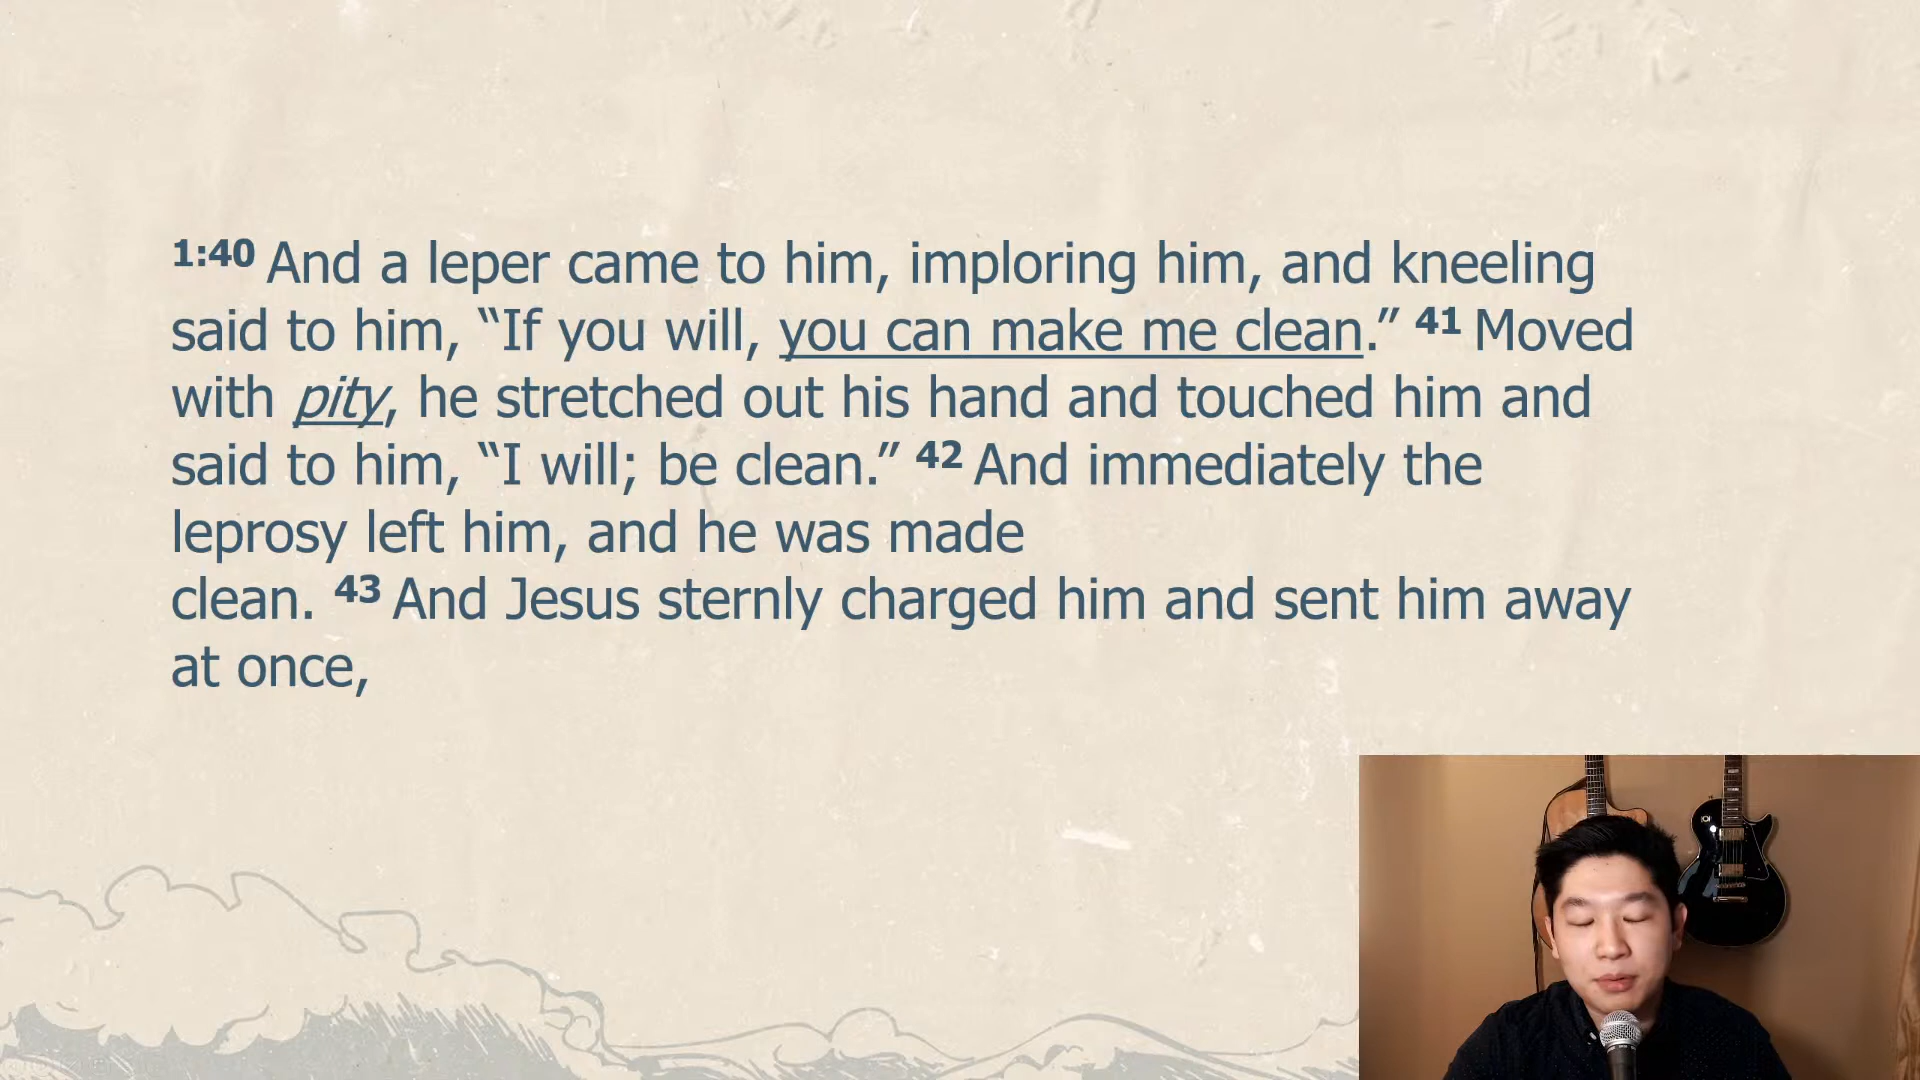 1:40 And a leper came to him, imploring him, and kneeling
said to him, “If you will, you can make me clean.” 41 Moved
with pity, he stretched out his hand and touched him and
said to him, “I will; be clean.” 42 And immediately the
leprosy left him, and he was made
clean. 43 And Jesus sternly charged him and sent him away
at once,